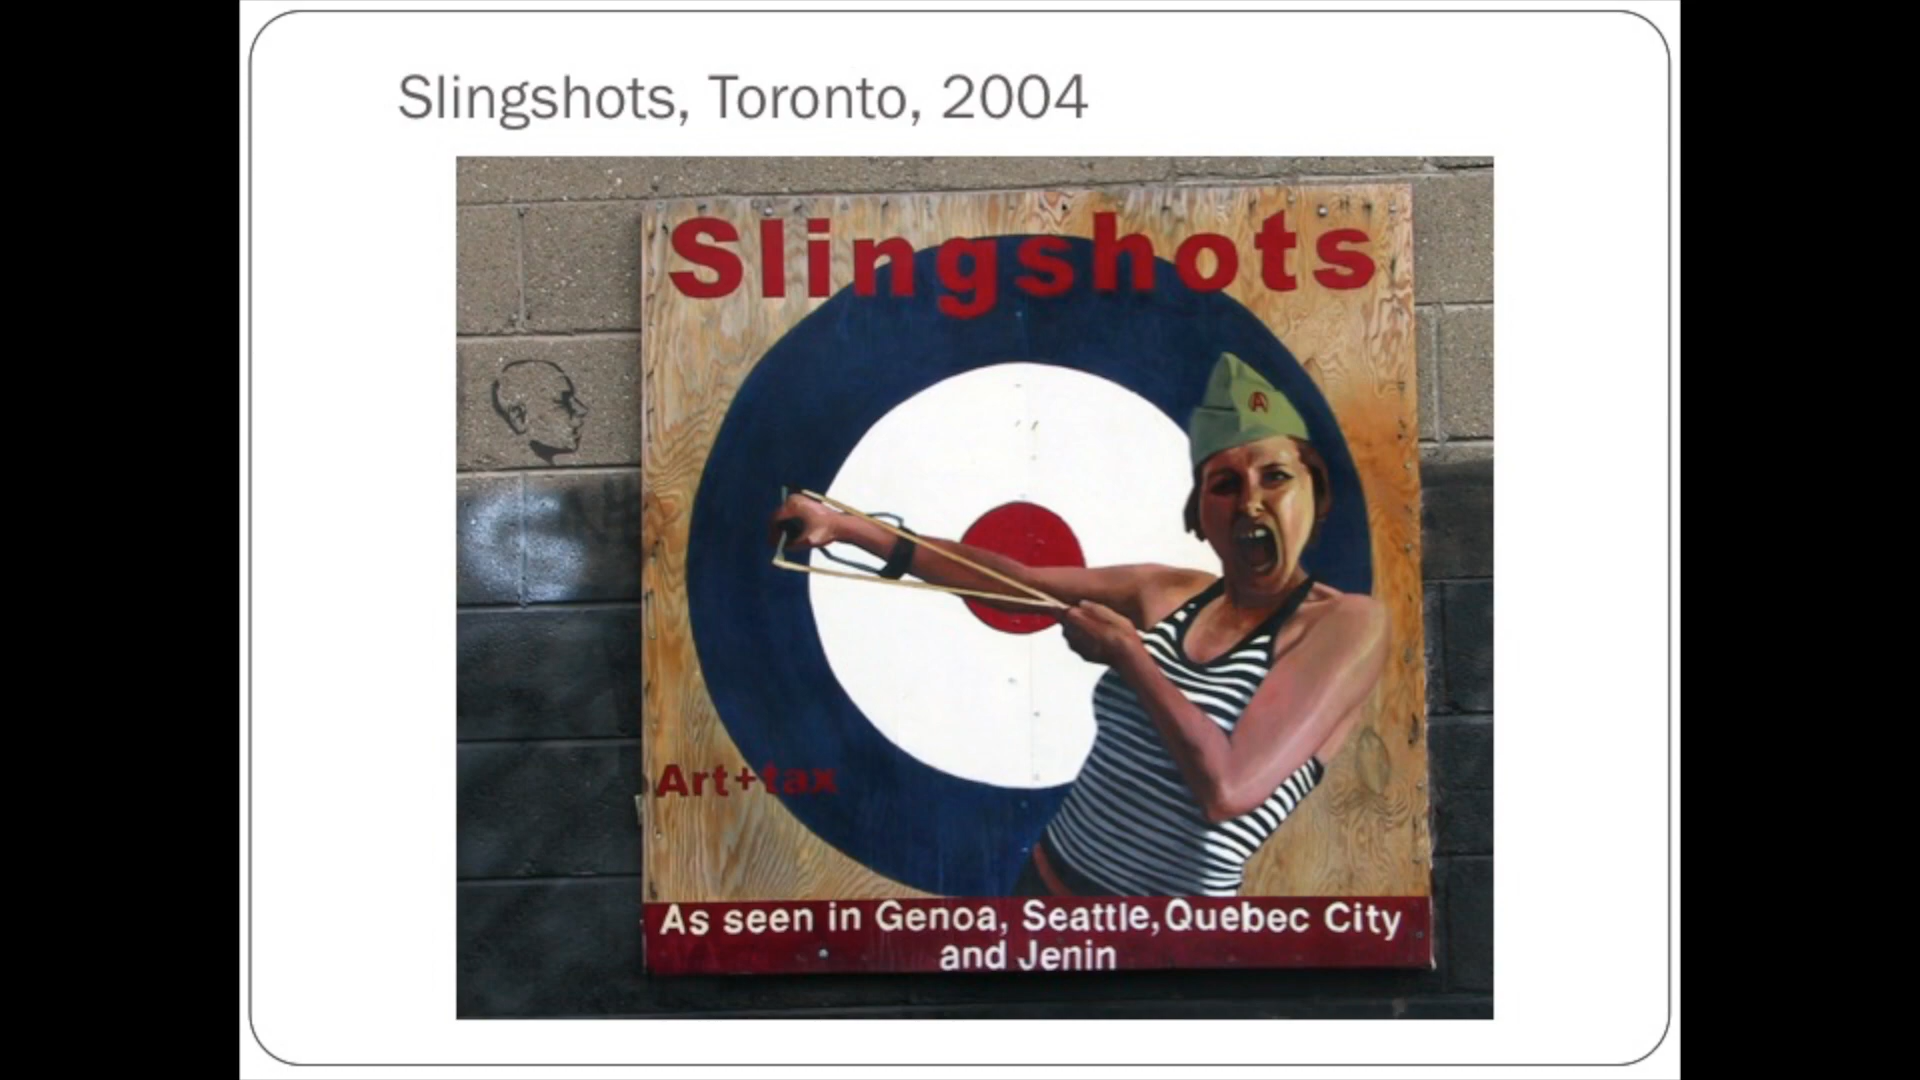 Slingshots, Toronto, 2004
Slingshots
A
Art+tax
As seen in Genoa, Seattle, Quebec City
and Jenin